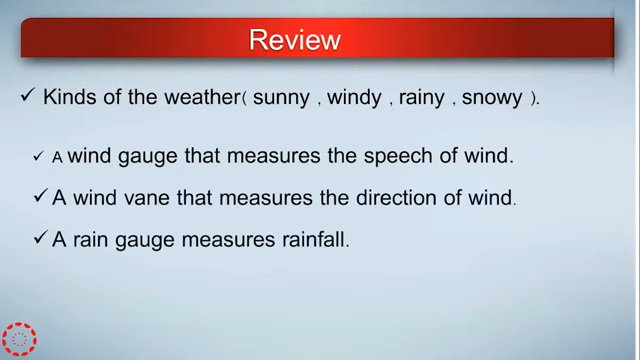 Review
✓ Kinds of the weather( sunny , windy , rainy , snowy ).
✓ A wind gauge that measures the speech of wind.
✓ A wind vane that measures the direction of wind.
✓ A rain gauge measures rainfall.